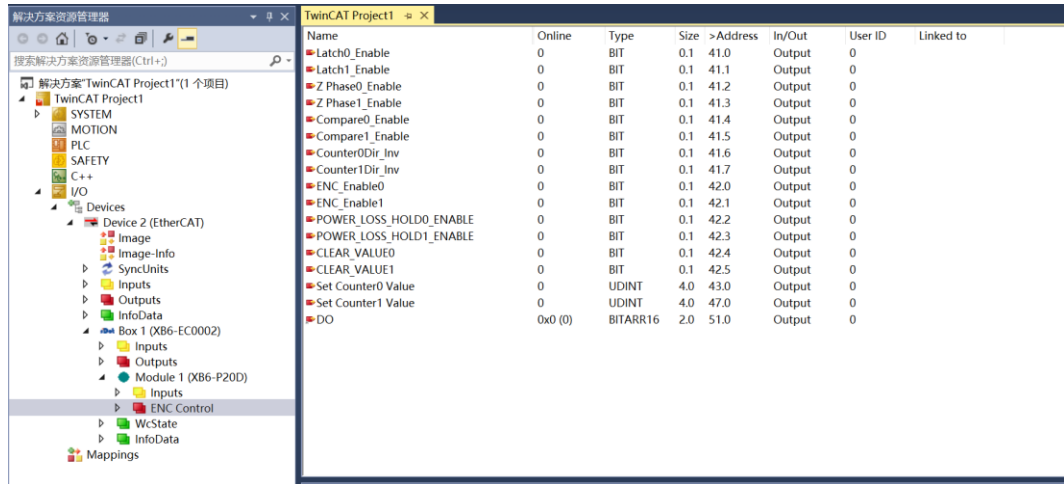 解决方案资源管理器
搜索解决方案资源管理器(Ctrl+;)
解决方案"TwinCAT Project1"(1 个项目)
TwinCAT Project1
SYSTEM
MOTION
PLC
SAFETY
C++
I/O
Devices
Device 2 (EtherCAT)
Image
Image-Info
SyncUnits
Inputs
Outputs
InfoData
Box 1 (XB6-EC0002)
Inputs
Outputs
Module 1 (XB6-P20D)
Inputs
ENC Control
WcState
InfoData
Mappings
TwinCAT Project1
Name Online Type Size >Address In/Out User ID Linked to
Latch0_Enable 0 BIT 0.1 41.0 Output 0
Latch1_Enable 0 BIT 0.1 41.1 Output 0
Z Phase0_Enable 0 BIT 0.1 41.2 Output 0
Z Phase1_Enable 0 BIT 0.1 41.3 Output 0
Compare0_Enable 0 BIT 0.1 41.4 Output 0
Compare1_Enable 0 BIT 0.1 41.5 Output 0
Counter0Dir_Inv 0 BIT 0.1 41.6 Output 0
Counter1Dir_Inv 0 BIT 0.1 41.7 Output 0
ENC_Enable0 0 BIT 0.1 42.0 Output 0
ENC_Enable1 0 BIT 0.1 42.1 Output 0
POWER_LOSS_HOLD0_ENABLE 0 BIT 0.1 42.2 Output 0
POWER_LOSS_HOLD1_ENABLE 0 BIT 0.1 42.3 Output 0
CLEAR_VALUE0 0 BIT 0.1 42.4 Output 0
CLEAR_VALUE1 0 BIT 0.1 42.5 Output 0
Set Counter0 Value 0 UDINT 4.0 43.0 Output 0
Set Counter1 Value 0 UDINT 4.0 47.0 Output 0
DO 0x0 (0) BITARR16 2.0 51.0 Output 0